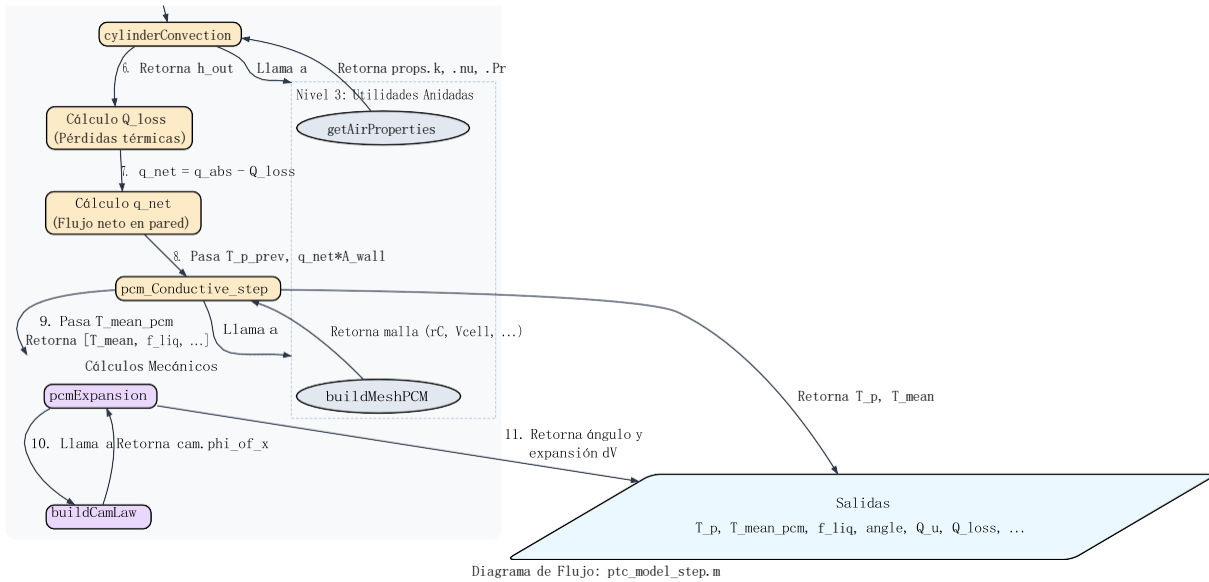 cylinderConvection
6. Retorna h_out
Llama a
Retorna props.k, .nu, .Pr
Nivel 3: Utilidades Anidadas
Cálculo Q_loss
(Pérdidas térmicas)
getAirProperties
7. q_net = q_abs − Q_loss
Cálculo q_net
(Flujo neto en pared)
8. Pasa T_p_prev, q_net*A_wall
pcm_Conductive_step
9. Pasa T_mean_pcm
Retorna [T_mean, f_liq, ...]
Llama a
Retorna malla (rC, Vcell, ...)
Cálculos Mecánicos
pcmExpansion
buildMeshPCM
Retorna T_p, T_mean
10. Llama a
Retorna cam.phi_of_x
11. Retorna ángulo y
expansión dV
buildCamLaw
Salidas
T_p, T_mean_pcm, f_liq, angle, Q_u, Q_loss, ...
Diagrama de Flujo: ptc_model_step.m